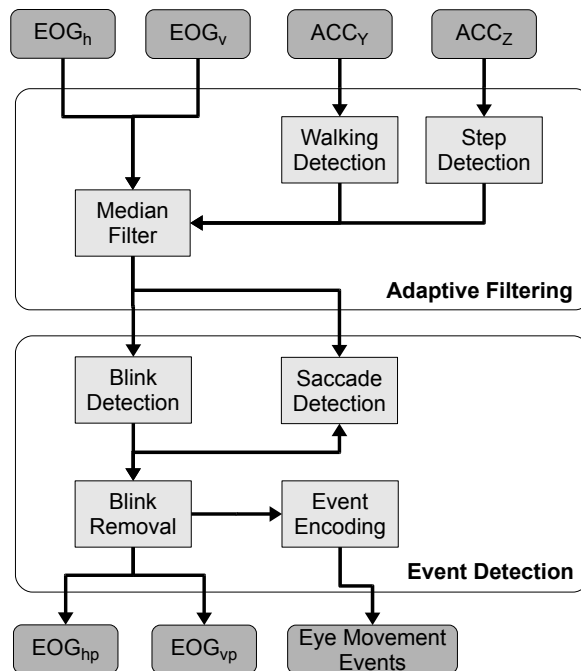 EOGh
EOGv
ACCY
ACCZ
Walking
Detection
Step
Detection
Median
Filter
Adaptive Filtering
Blink
Detection
Saccade
Detection
Blink
Removal
Event
Encoding
Event Detection
EOGhp
EOGvp
Eye Movement
Events